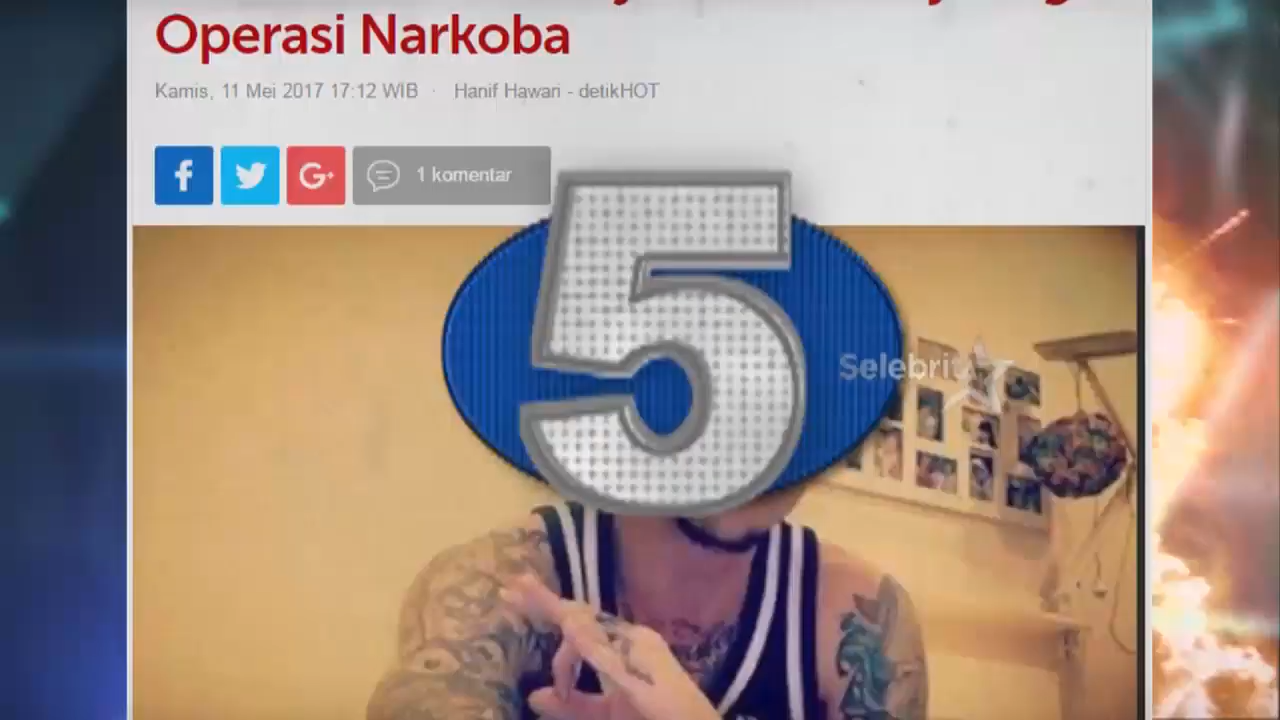 Operasi Narkoba
Kamis, 11 Mei 2017 17:12 WIB · Hanif Hawari - detikHOT
f G+ 1 komentar
5
Selebrita